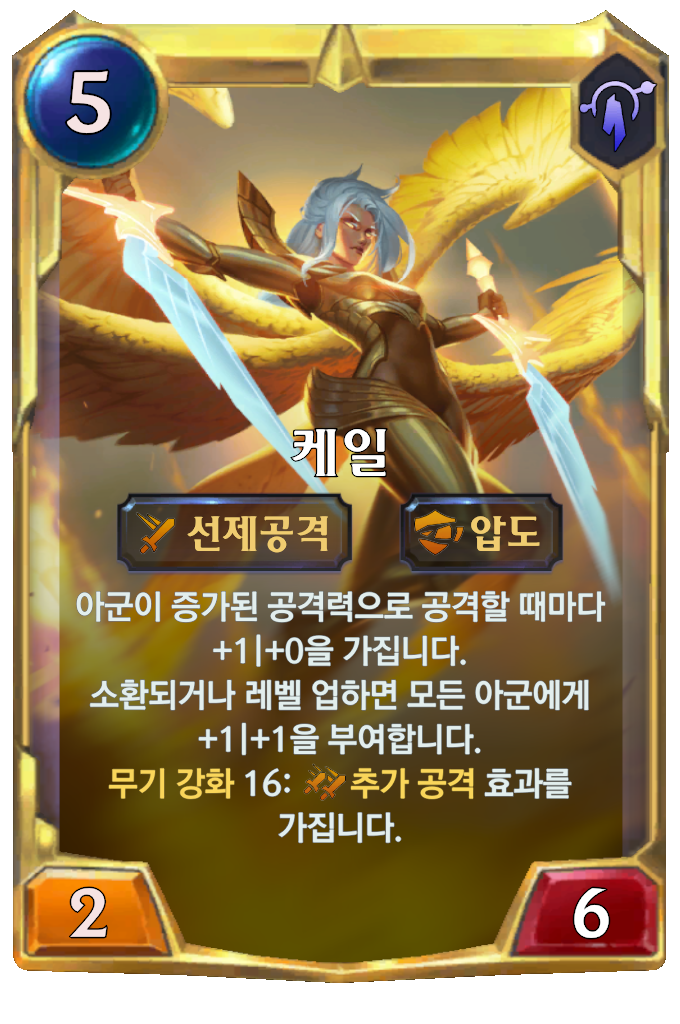 5
케일
선제공격
압도
아군이 증가된 공격력으로 공격할 때마다
+1|+0을 가집니다.
소환되거나 레벨 업하면 모든 아군에게
+1|+1을 부여합니다.
무기 강화 16: 추가 공격 효과를
가집니다.
2
6